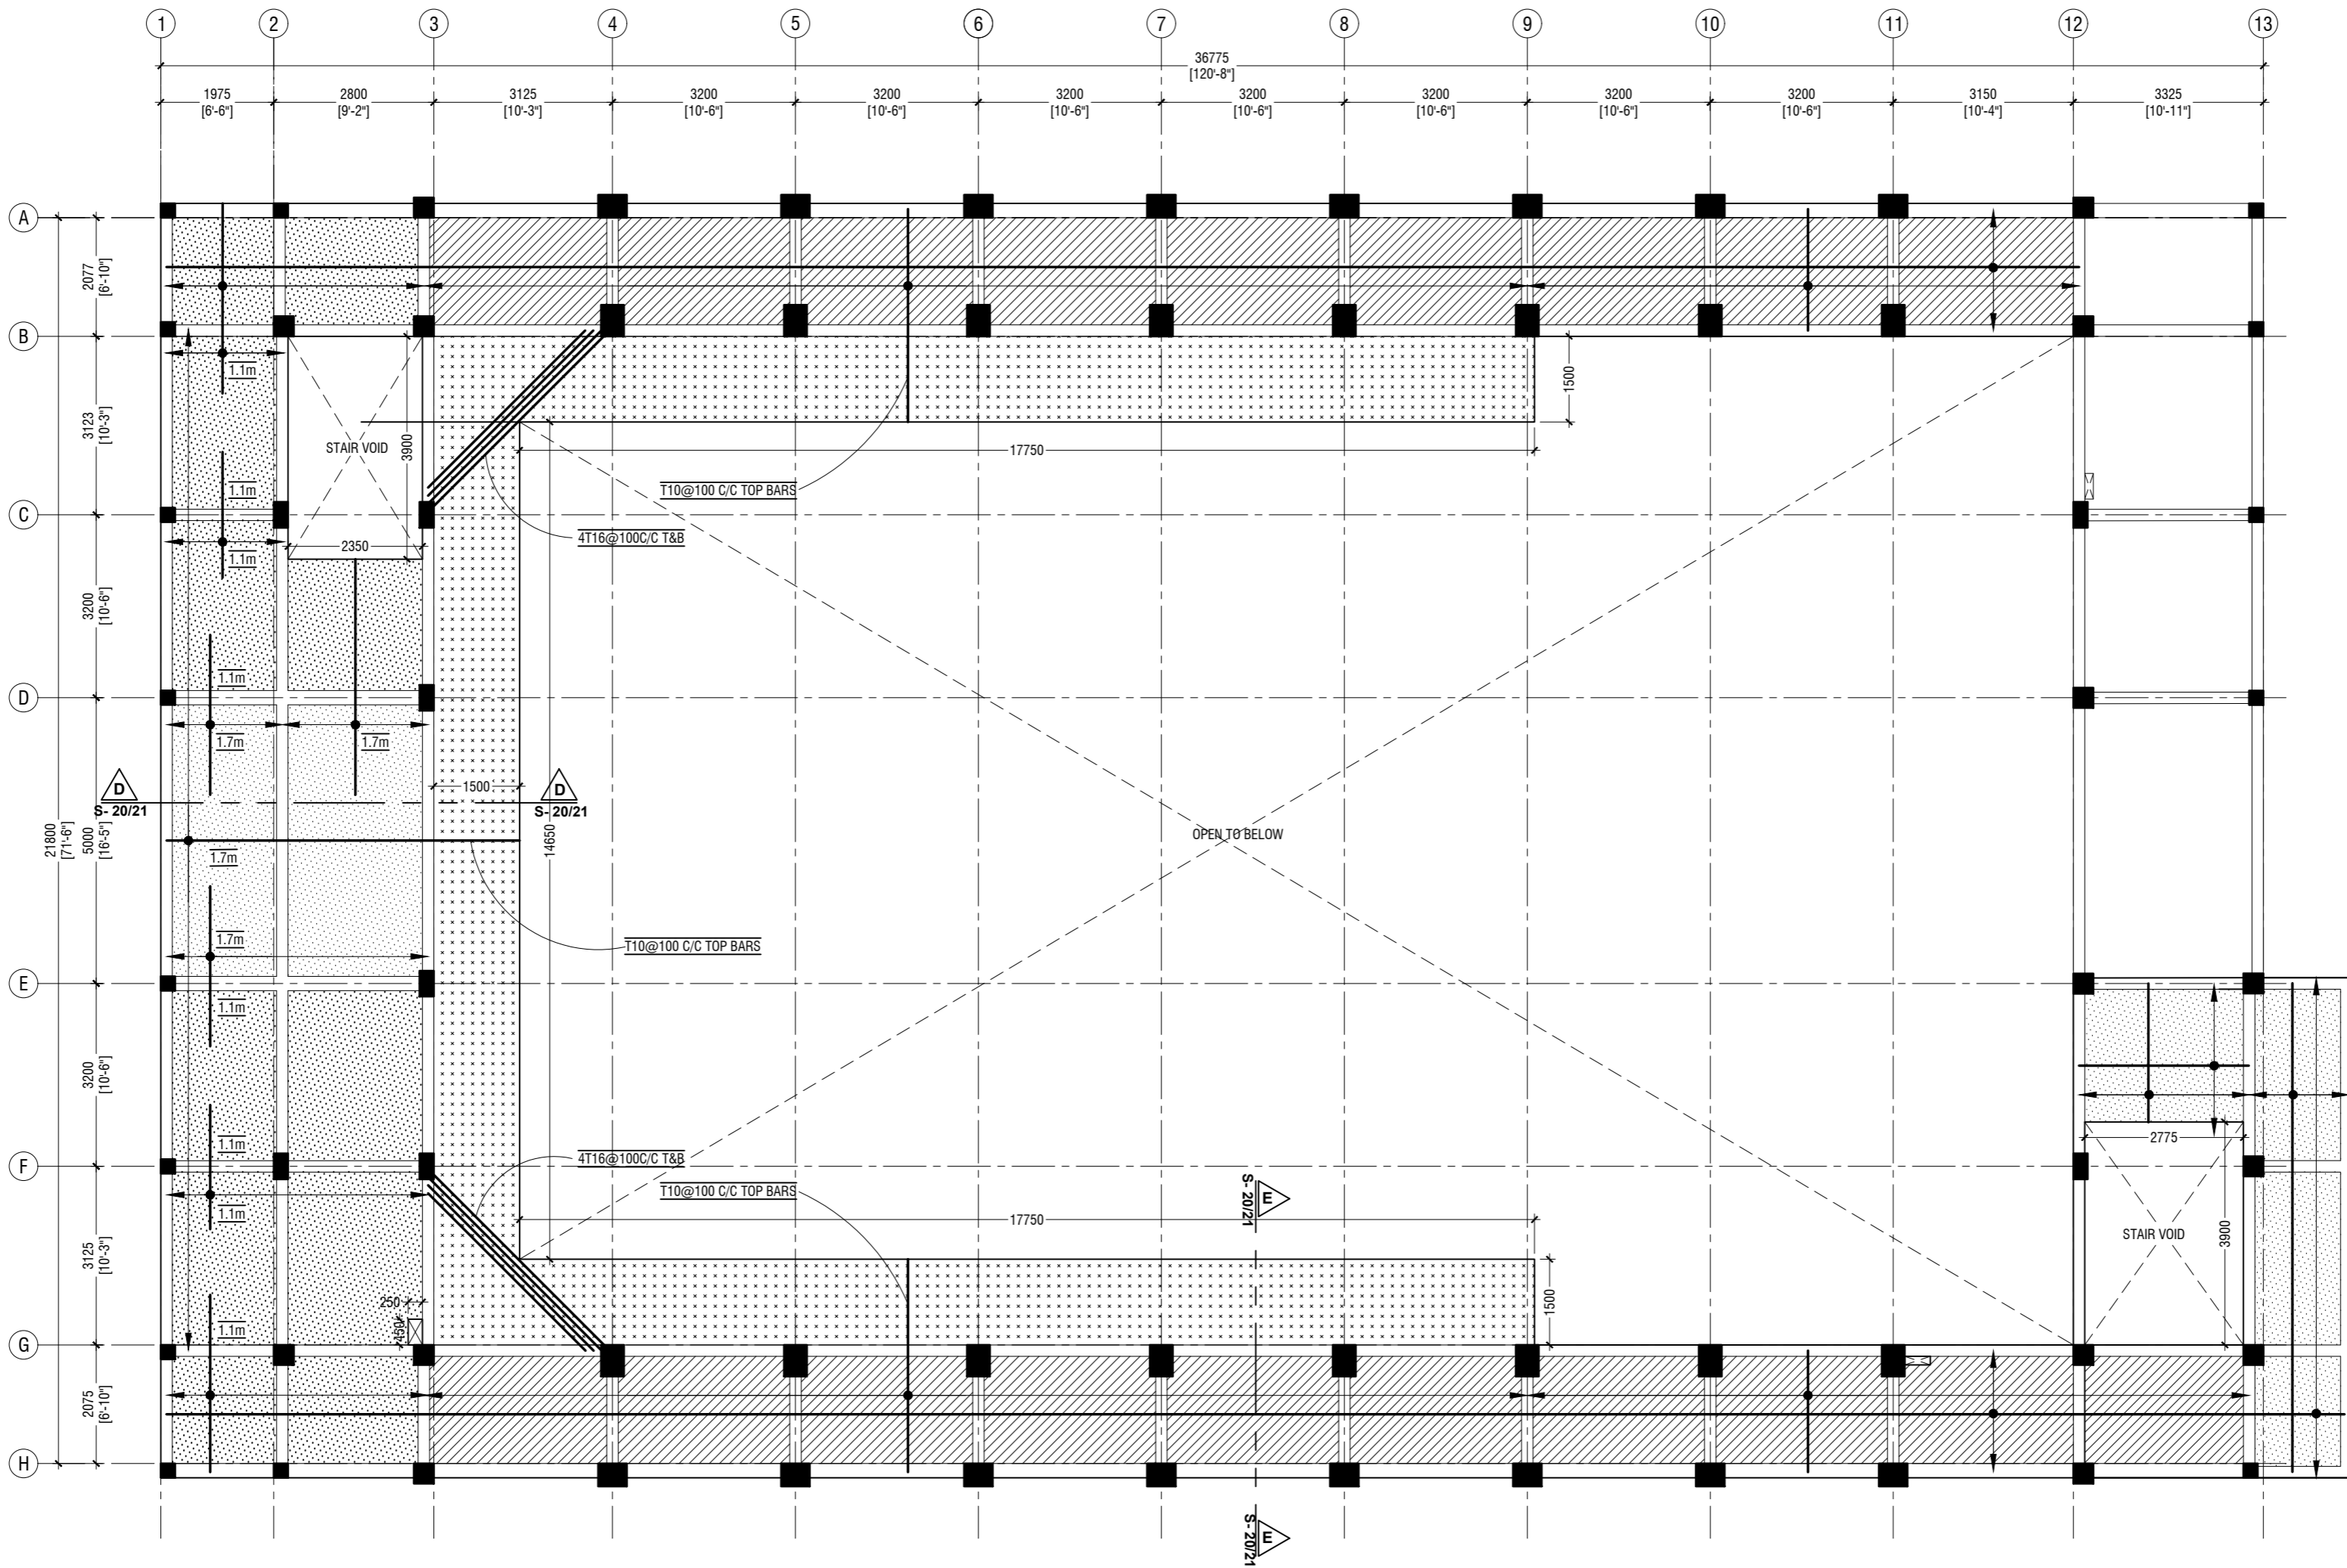 1 2 3 4 5 6 7 8 9 10 11 12 13
36775
[120'-8"]
1975 2800 3125 3200 3200 3200 3200 3200 3200 3200 3150 3325
[6'-6"] [9'-2"] [10'-3"] [10'-6"] [10'-6"] [10'-6"] [10'-6"] [10'-6"] [10'-6"] [10'-6"] [10'-4"] [10'-11"]
A
2077
[6'-10"]
B
1.1m
1500
3123
[10'-3"]
STAIR VOID
3900
17750
1.1m
T10@100 C/C TOP BARS
C
4T16@100C/C T&B
2350
1.1m
3200
[10'-6"]
1.1m
D
1.7m
1.7m
D
S- 20/21
1500
D
S- 20/21
21800
[71'-6"]
5000
[16'-5"]
14650
OPEN TO BELOW
1.7m
1.7m
T10@100 C/C TOP BARS
E
1.1m
3200
[10'-6"]
1.1m
2775
4T16@100C/C T&B
F
T10@100 C/C TOP BARS
S- 20/21
E
1.1m
17750
STAIR VOID
3900
3125
[10'-3"]
250
450
1500
1.1m
G
2075
[6'-10"]
H
S- 20/21
E